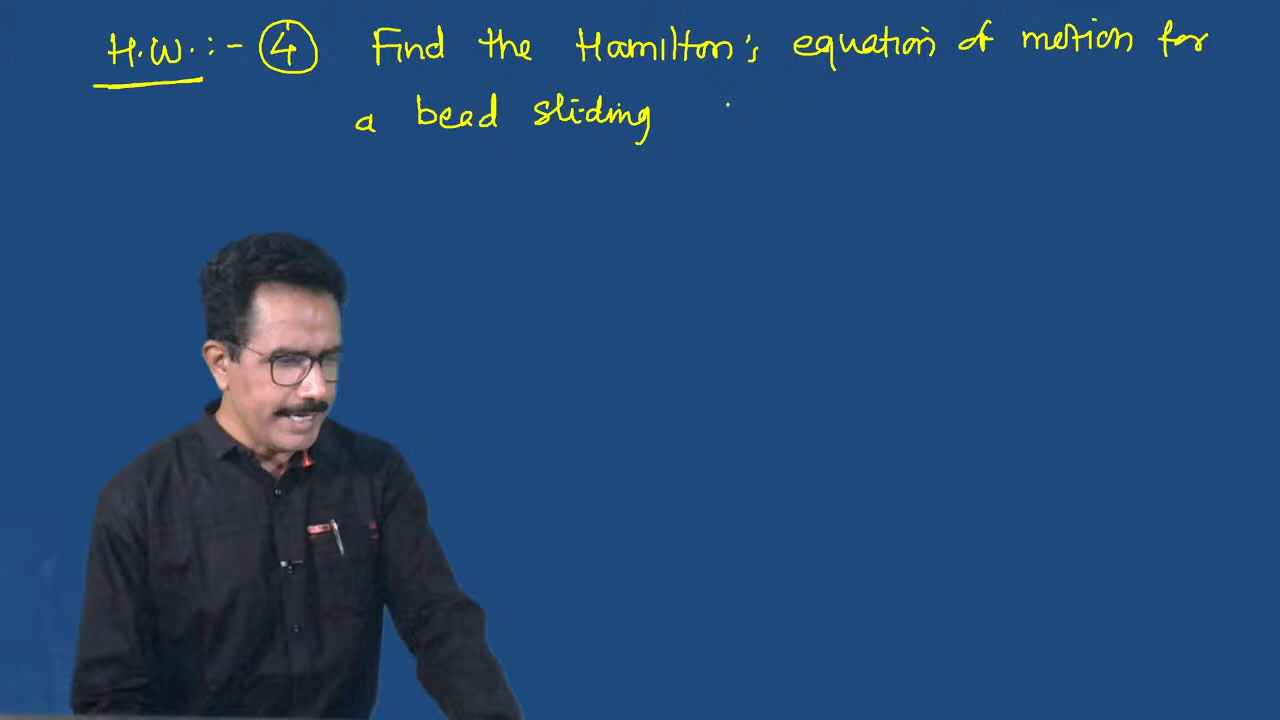 H.W. :- ④ Find the Hamilton's equation of motion for
a bead sliding